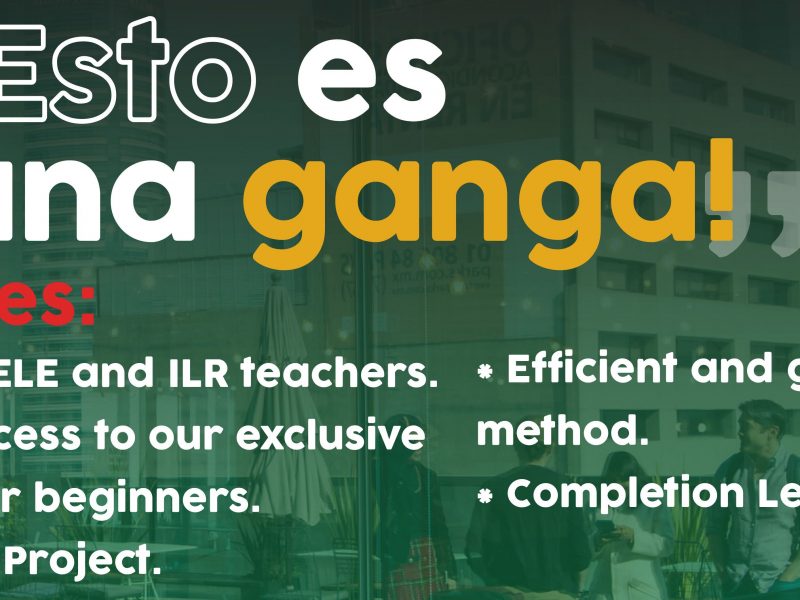 Esto es
una ganga!”
es:
ELE and ILR teachers.
cess to our exclusive
r beginners.
Project.
* Efficient and g
method.
* Completion Le